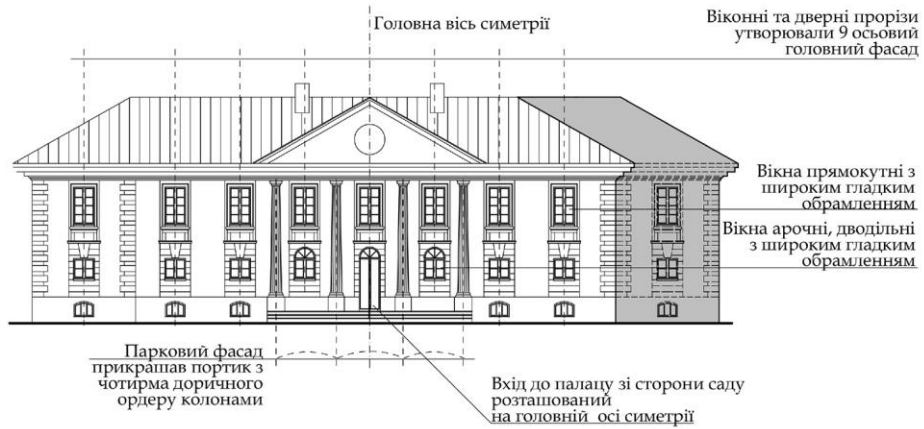 Головна вісь симетрії
Віконні та дверні прорізи
утворювали 9 осьовий
головний фасад
Вікна прямокутні з
широким гладким
обрамленням
Вікна арочні, дводільні
з широким гладким
обрамленням
Парковий фасад
прикрашав портик з
чотирма доричного
ордеру колонами
Вхід до палацу зі сторони саду
розташований
на головній осі симетрії